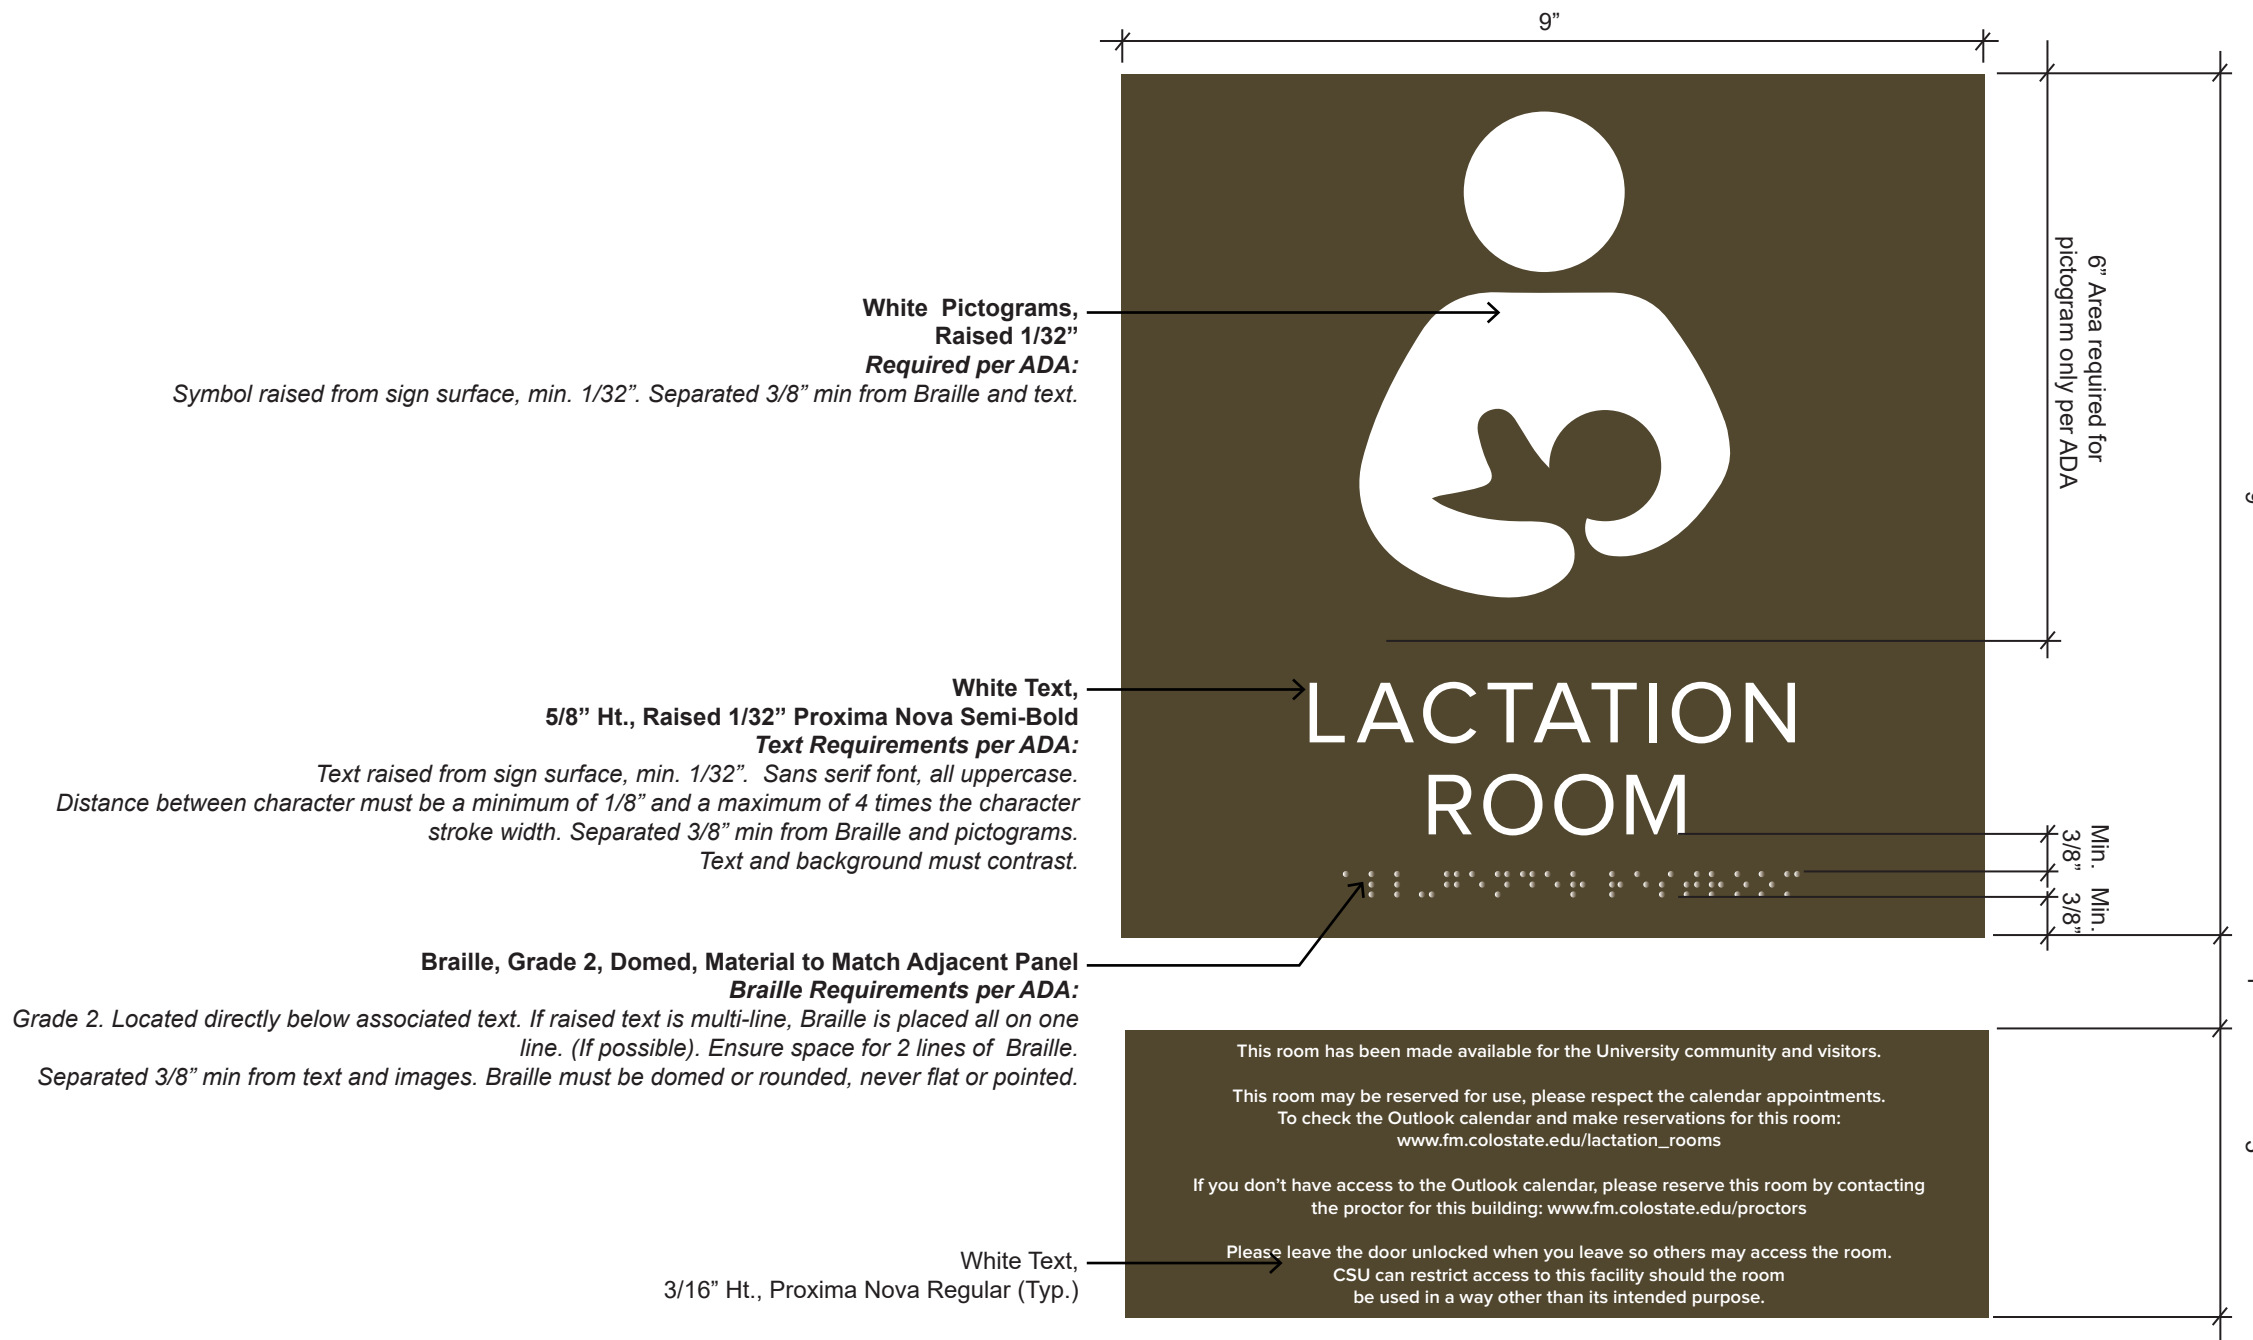 9”
White Pictograms,
Raised 1/32”
Required per ADA:
Symbol raised from sign surface, min. 1/32”. Separated 3/8” min from Braille and text.
6” Area required for
pictogram only per ADA
White Text,
5/8” Ht., Raised 1/32” Proxima Nova Semi-Bold
Text Requirements per ADA:
Text raised from sign surface, min. 1/32”. Sans serif font, all uppercase.
Distance between character must be a minimum of 1/8” and a maximum of 4 times the character
stroke width. Separated 3/8” min from Braille and pictograms.
Text and background must contrast.
LACTATION
ROOM
Min.
3/8”
Min.
3/8”
Braille, Grade 2, Domed, Material to Match Adjacent Panel
Braille Requirements per ADA:
Grade 2. Located directly below associated text. If raised text is multi-line, Braille is placed all on one
line. (If possible). Ensure space for 2 lines of Braille.
Separated 3/8” min from text and images. Braille must be domed or rounded, never flat or pointed.
This room has been made available for the University community and visitors.
This room may be reserved for use, please respect the calendar appointments.
To check the Outlook calendar and make reservations for this room:
www.fm.colostate.edu/lactation_rooms
If you don’t have access to the Outlook calendar, please reserve this room by contacting
the proctor for this building: www.fm.colostate.edu/proctors
Please leave the door unlocked when you leave so others may access the room.
CSU can restrict access to this facility should the room
be used in a way other than its intended purpose.
White Text,
3/16” Ht., Proxima Nova Regular (Typ.)